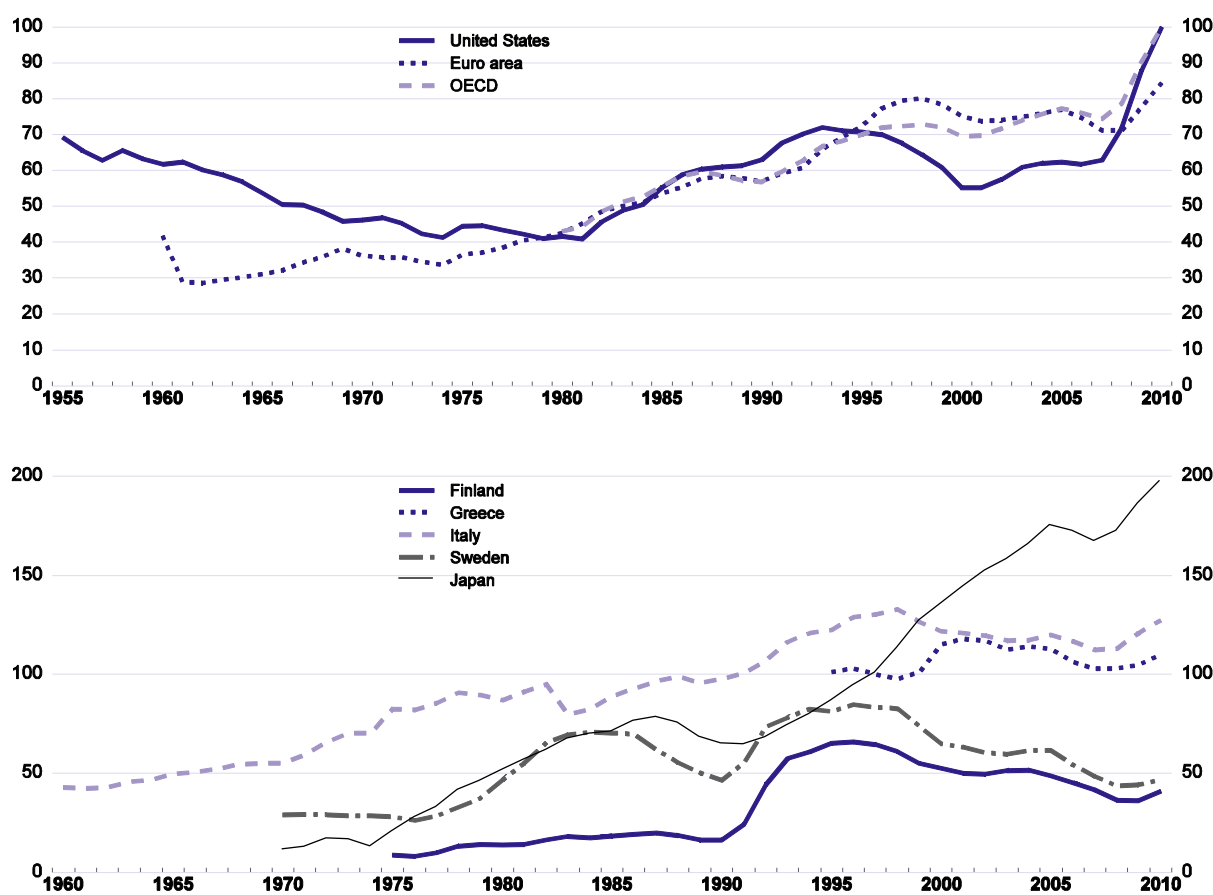 100 100
United States
90 90
Euro area
OECD
80 80
70 70
60 60
50 50
40 40
30 30
20 20
10 10
0 0
1955 1960 1965 1970 1975 1980 1985 1990 1995 2000 2005 2010
200 200
Finland
Greece
Italy
Sweden
Japan
150 150
100 100
50 50
0 0
1960 1965 1970 1975 1980 1985 1990 1995 2000 2005 2010